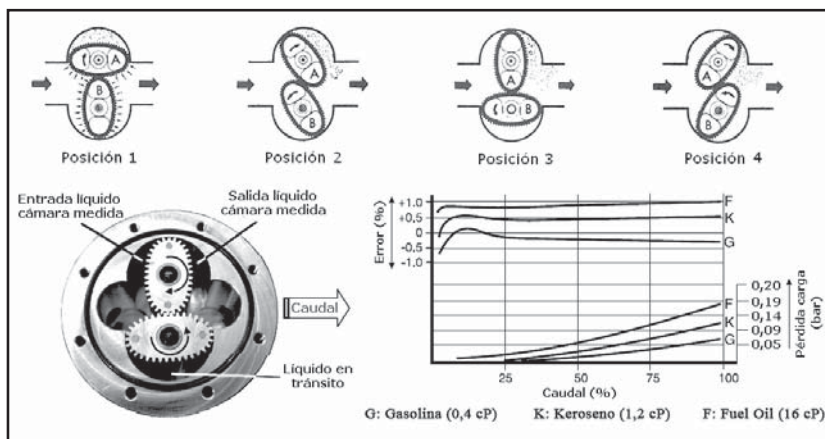 A
B
Posición 1
A
B
Posición 2
A
B
Posición 3
A
B
Posición 4
Entrada líquido
cámara medida
Salida líquido
cámara medida
Caudal
Líquido en
tránsito
Error (%)
+1.0
+0,5
0
-0,5
-1.0
F
K
G
0,20
0,19
0,14
0,09
0,05
F
K
G
Pérdida carga
(bar)
25
50
75
100
Caudal (%)
G: Gasolina (0,4 cP) K: Keroseno (1,2 cP) F: Fuel Oil (16 cP)